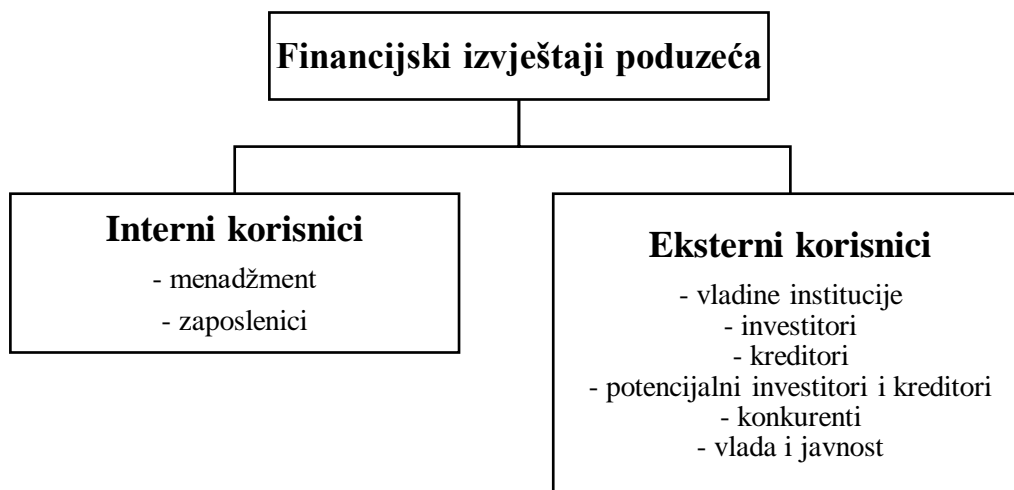 Financijski izvještaji poduzeća
Interni korisnici
- menadžment
- zaposlenici
Eksterni korisnici
- vladine institucije
- investitori
- kreditori
- potencijalni investitori i kreditori
- konkurenti
- vlada i javnost